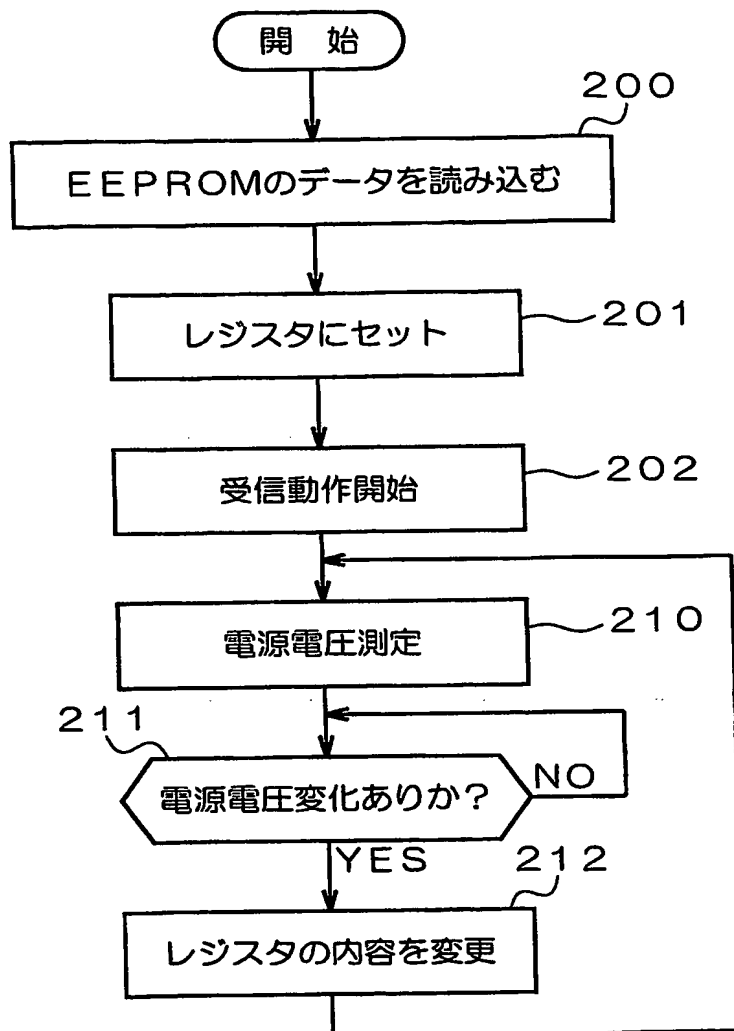 開 始
200
EEPROMのデータを読み込む
レジスタにセット
201
受信動作開始
202
電源電圧測定
210
211
電源電圧変化ありか？
NO
YES
212
レジスタの内容を変更